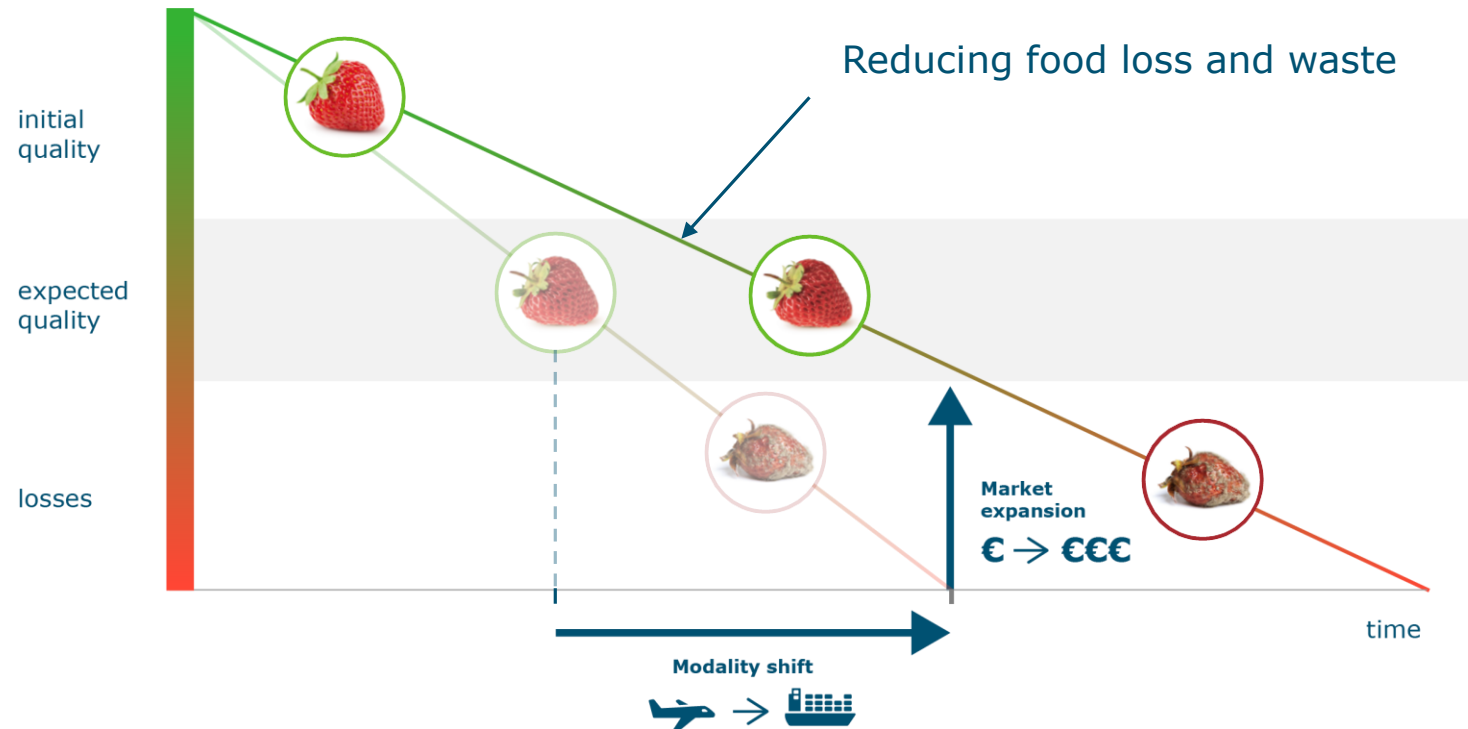 Reducing food loss and waste
initial
quality
expected
quality
losses
Market
expansion
€ → €€€
time
Modality shift